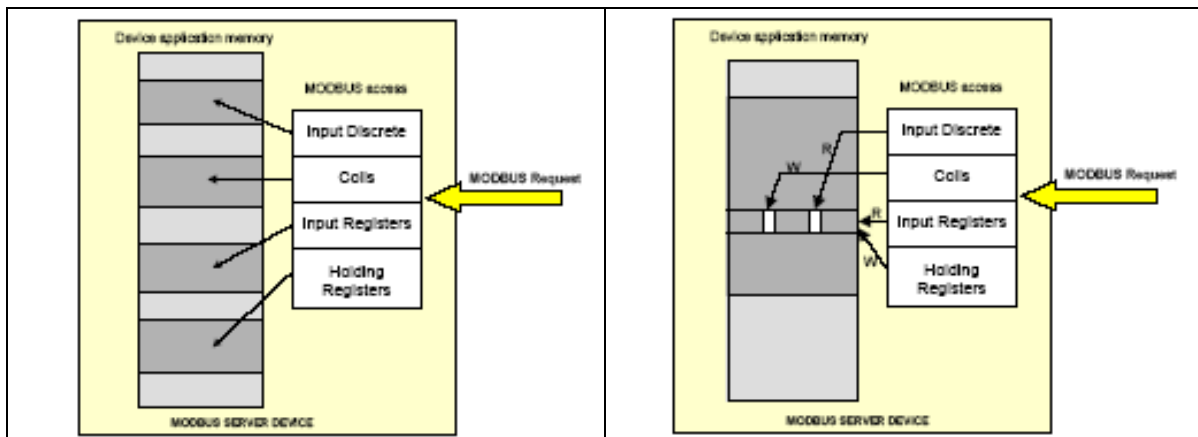 Device application memory
MODBUS access
Input Discrete
Coils
MODBUS Request
Input Registers
Holding
Registers
MODBUS SERVER DEVICE
Device application memory
MODBUS access
Input Discrete
R
W
Coils
MODBUS Request
R
Input Registers
W
Holding
Registers
MODBUS SERVER DEVICE